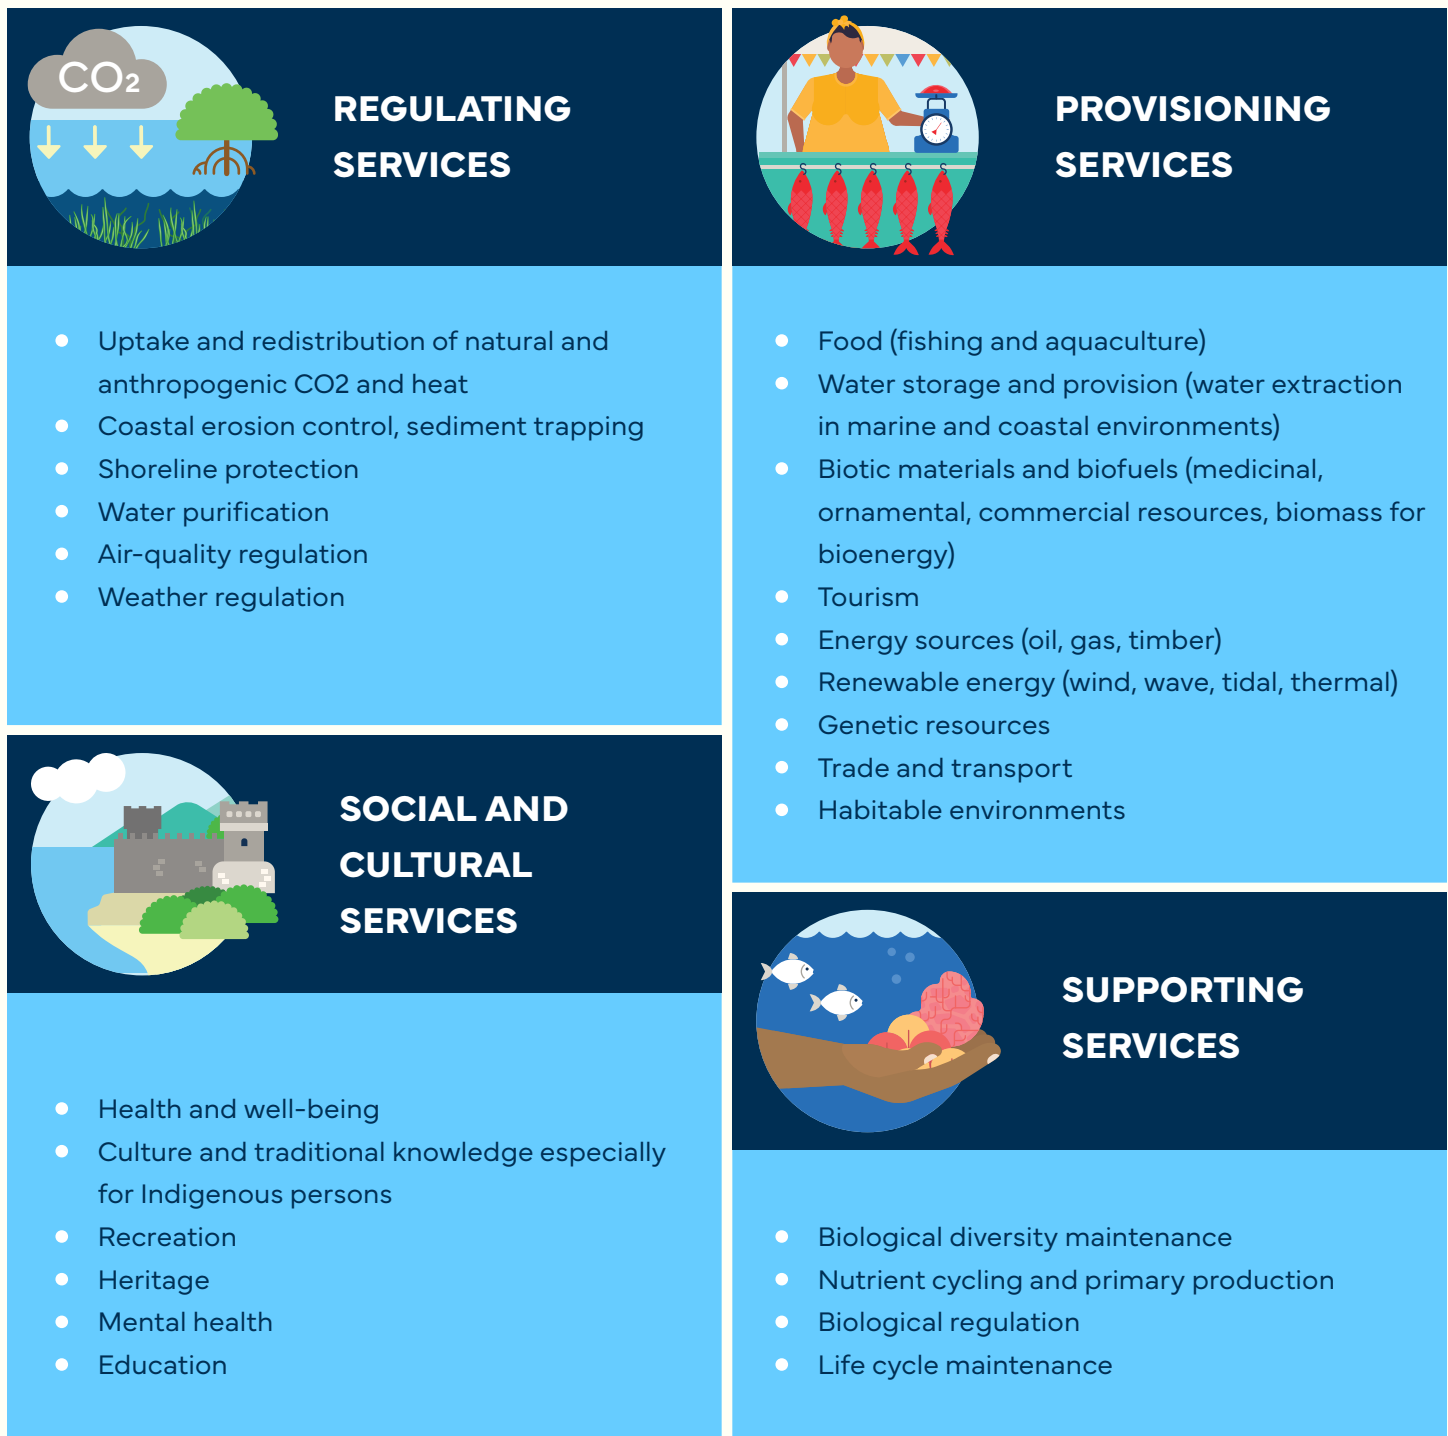 CO2
REGULATING
SERVICES
Uptake and redistribution of natural and
anthropogenic CO2 and heat
Coastal erosion control, sediment trapping
Shoreline protection
Water purification
Air-quality regulation
Weather regulation
PROVISIONING
SERVICES
Food (fishing and aquaculture)
Water storage and provision (water extraction
in marine and coastal environments)
Biotic materials and biofuels (medicinal,
ornamental, commercial resources, biomass for
bioenergy)
Tourism
Energy sources (oil, gas, timber)
Renewable energy (wind, wave, tidal, thermal)
Genetic resources
Trade and transport
Habitable environments
SOCIAL AND
CULTURAL
SERVICES
Health and well-being
Culture and traditional knowledge especially
for Indigenous persons
Recreation
Heritage
Mental health
Education
SUPPORTING
SERVICES
Biological diversity maintenance
Nutrient cycling and primary production
Biological regulation
Life cycle maintenance